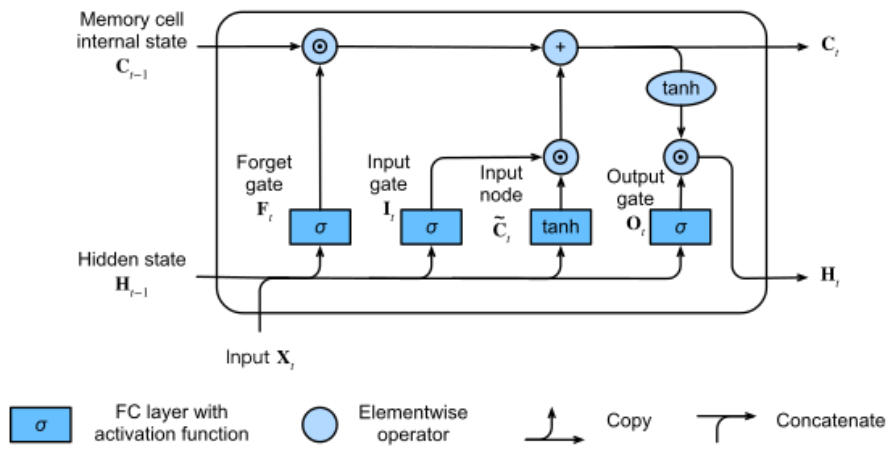 Memory cell
internal state
C_{t−1}
C_t
tanh
Forget
gate
F_t
Input
gate
I_t
Input
node
C̃_t
Output
gate
O_t
σ
σ
tanh
σ
Hidden state
H_{t−1}
H_t
Input X_t
σ
FC layer with
activation function
Elementwise
operator
Copy
Concatenate